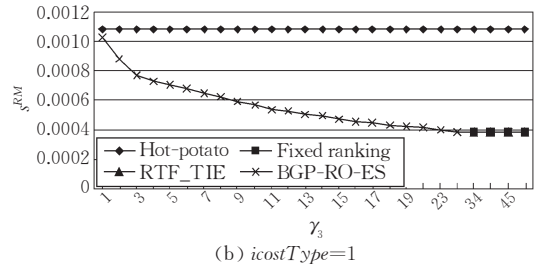 0.0012
0.0010
0.0008
0.0006
0.0004
0.0002
0
s^RM
Hot-potato
Fixed ranking
RTF_TIE
BGP-RO-ES
1 3 5 7 9 11 13 15 17 19 23 34 45
γ3
(b) icostType=1